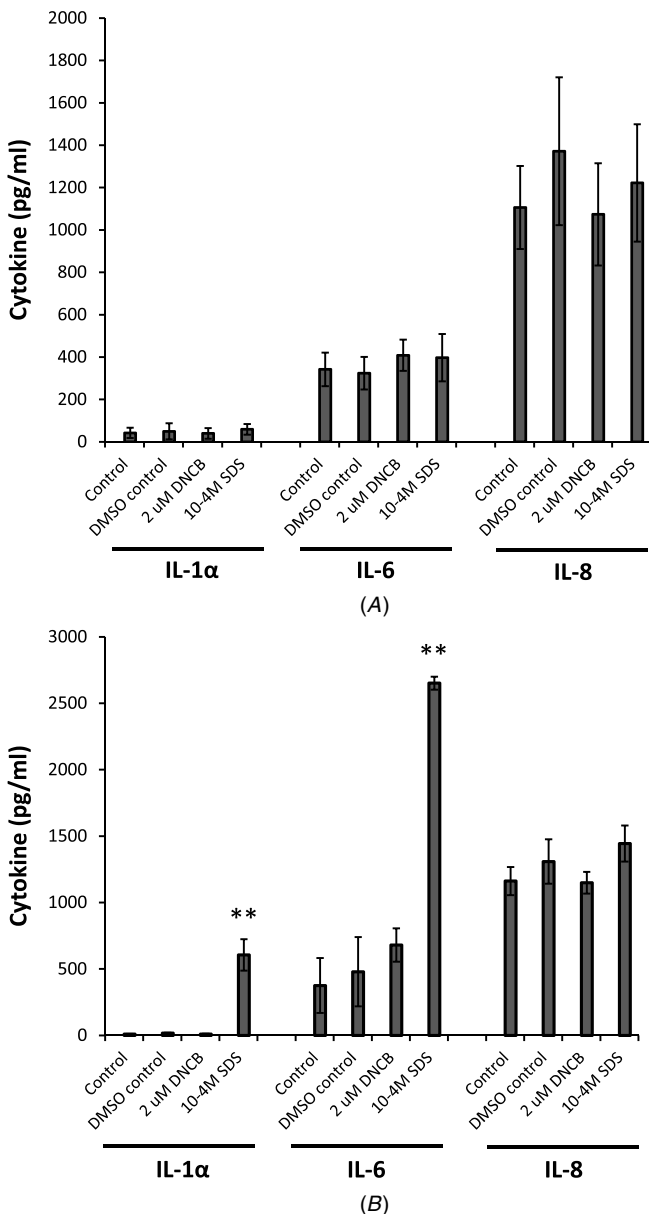 2000
1800
1600
1400
1200
1000
800
600
400
200
0
Cytokine (pg/ml)
Control
DMSO control
2 uM DNCB
10-4M SDS
Control
DMSO control
2 uM DNCB
10-4M SDS
Control
DMSO control
2 uM DNCB
10-4M SDS
IL-1α IL-6 IL-8
(A)
3000
2500
2000
1500
1000
500
0
Cytokine (pg/ml)
**
**
Control
DMSO control
2 uM DNCB
10-4M SDS
Control
DMSO control
2 uM DNCB
10-4M SDS
Control
DMSO control
2 uM DNCB
10-4M SDS
IL-1α IL-6 IL-8
(B)